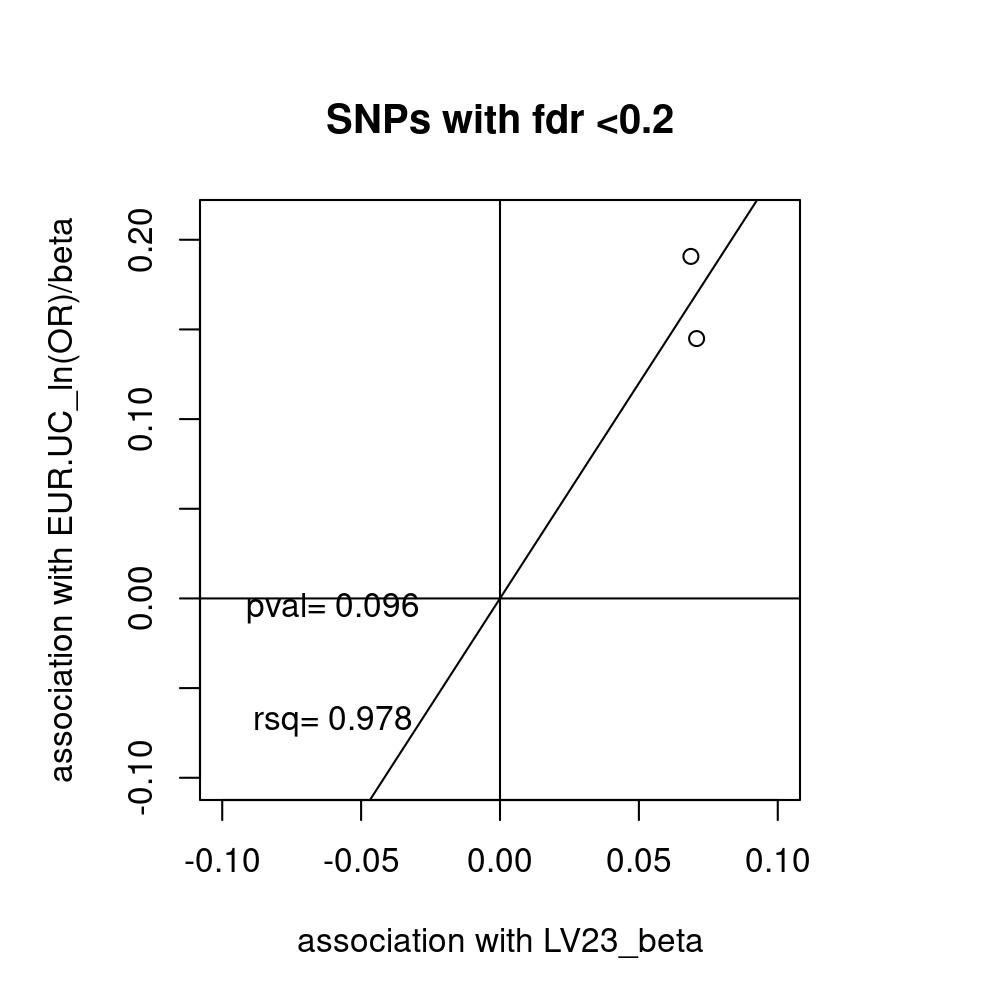 SNPs with fdr <0.2
association with EUR.UC_ln(OR)/beta
0.20
0.10
0.00
-0.10
pval= 0.096
rsq= 0.978
-0.10 -0.05 0.00 0.05 0.10
association with LV23_beta